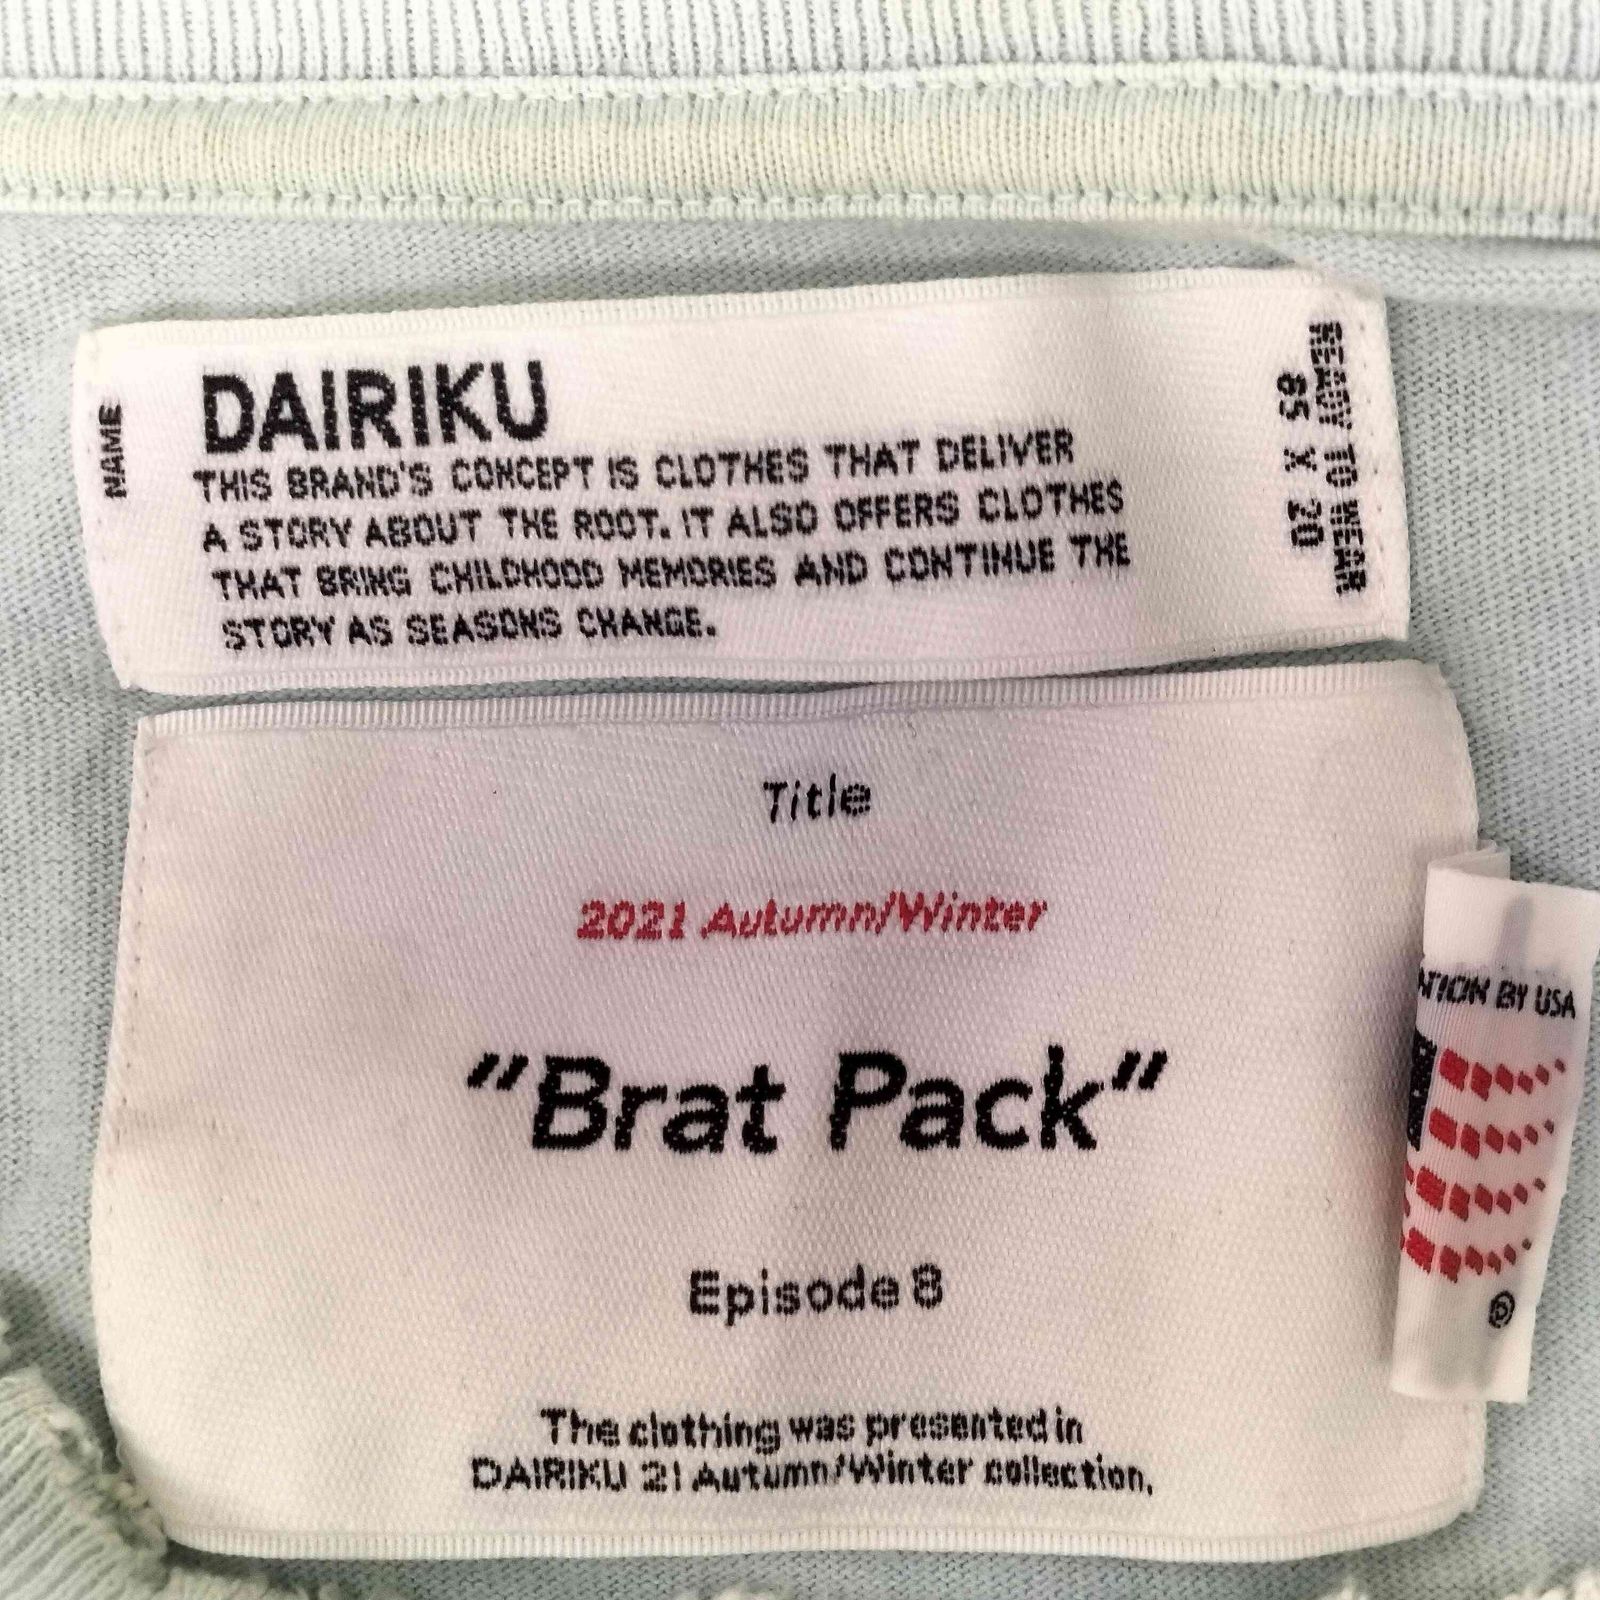 NAME
DAIRIKU
THIS BRAND'S CONCEPT IS CLOTHES THAT DELIVER
A STORY ABOUT THE ROOT. IT ALSO OFFERS CLOTHES
THAT BRING CHILDHOOD MEMORIES AND CONTINUE THE
STORY AS SEASONS CHANGE.
READY TO WEAR
85 X 20
Title
2021 Autumn/Winter
"Brat Pack"
Episode 8
The clothing was presented in
DAIRIKU 21 Autumn/Winter collection.
ATION BY USA